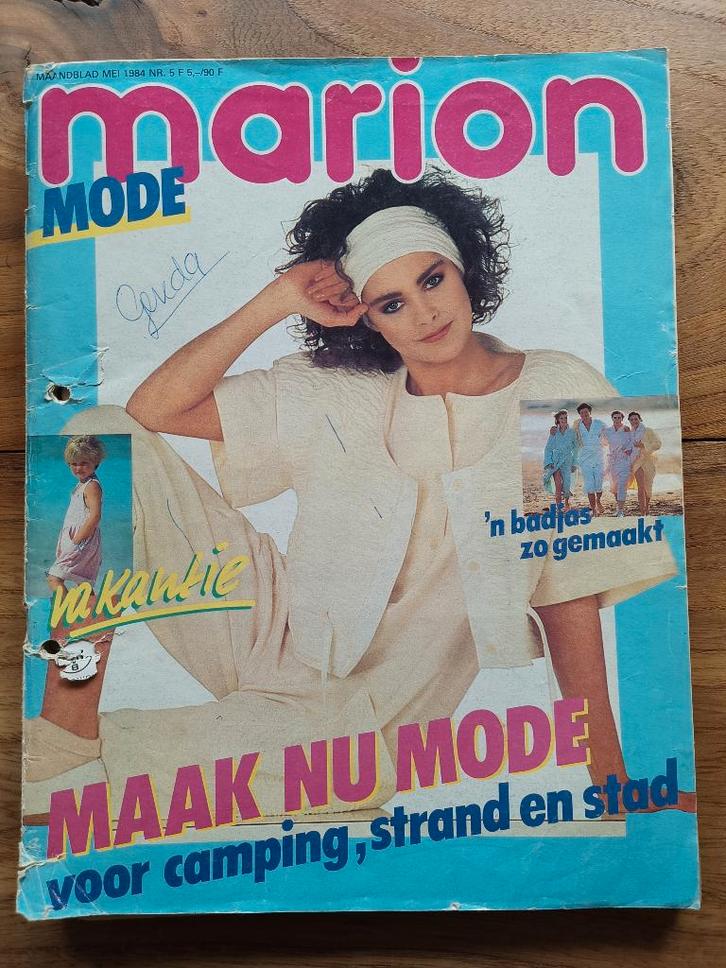 MAANDBLAD MEI 1984 NR. 5 F 5,-/90 F
marion
MODE
Gerda
'n badjas
zo gemaakt
vakantie
MAAK NU MODE
voor camping, strand en stad